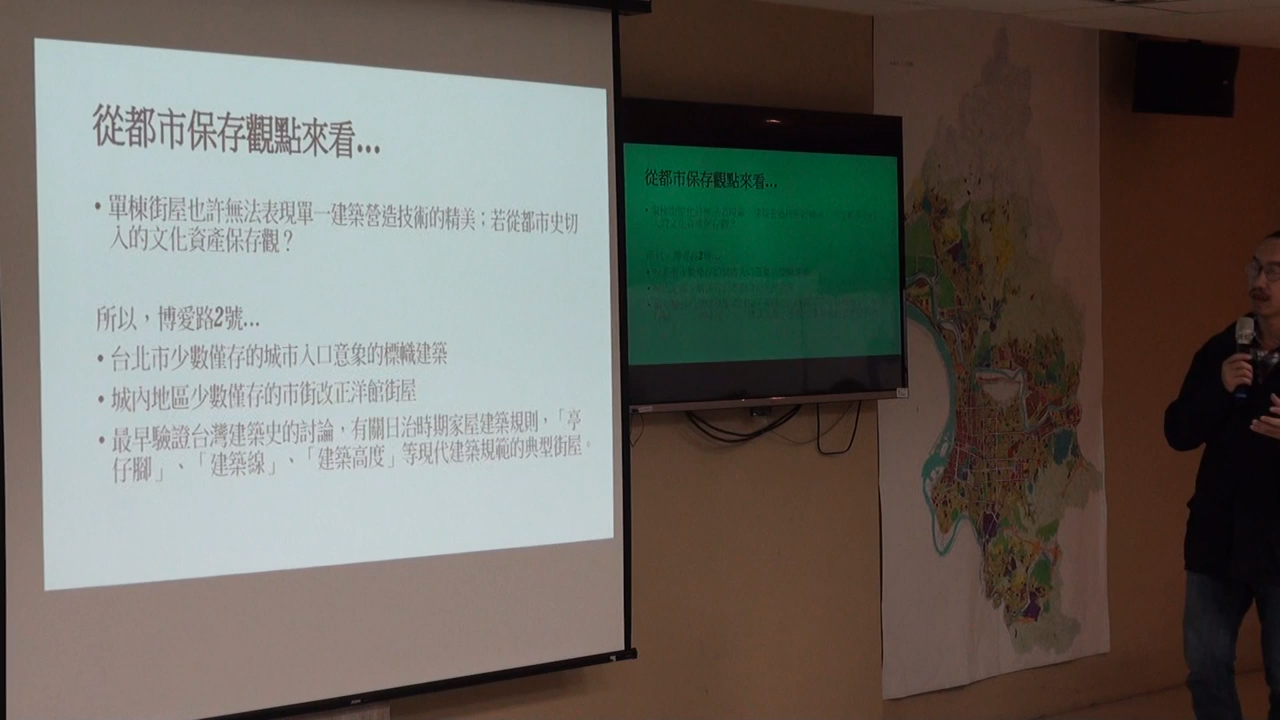 從都市保存觀點來看...
• 單棟街屋也許無法表現單一建築營造技術的精美；若從都市史切
入的文化資產保存觀？
所以，博愛路2號...
• 台北市少數僅存的城市入口意象的標幟建築
• 城內地區少數僅存的市街改正洋館街屋
• 最早驗證台灣建築史的討論，有關日治時期家屋建築規則，「亭
仔腳」、「建築線」、「建築高度」等現代建築規範的典型街屋。
從都市保存觀點來看...